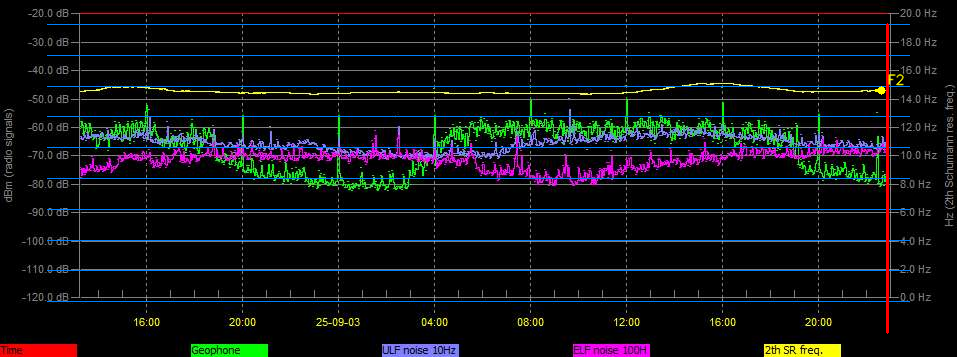 -20.0 dB 20.0 Hz
-30.0 dB 18.0 Hz
-40.0 dB 16.0 Hz
F2
-50.0 dB 14.0 Hz
-60.0 dB 12.0 Hz
-70.0 dB 10.0 Hz
-80.0 dB 8.0 Hz
-90.0 dB 6.0 Hz
-100.0 dB 4.0 Hz
-110.0 dB 2.0 Hz
-120.0 dB 0.0 Hz
dBm (radio signals)
Hz (2th Schumann res. freq.)
16:00 20:00 25-09-03 04:00 08:00 12:00 16:00 20:00
Time Geophone ULF noise 10Hz ELF noise 100H 2th SR freq.